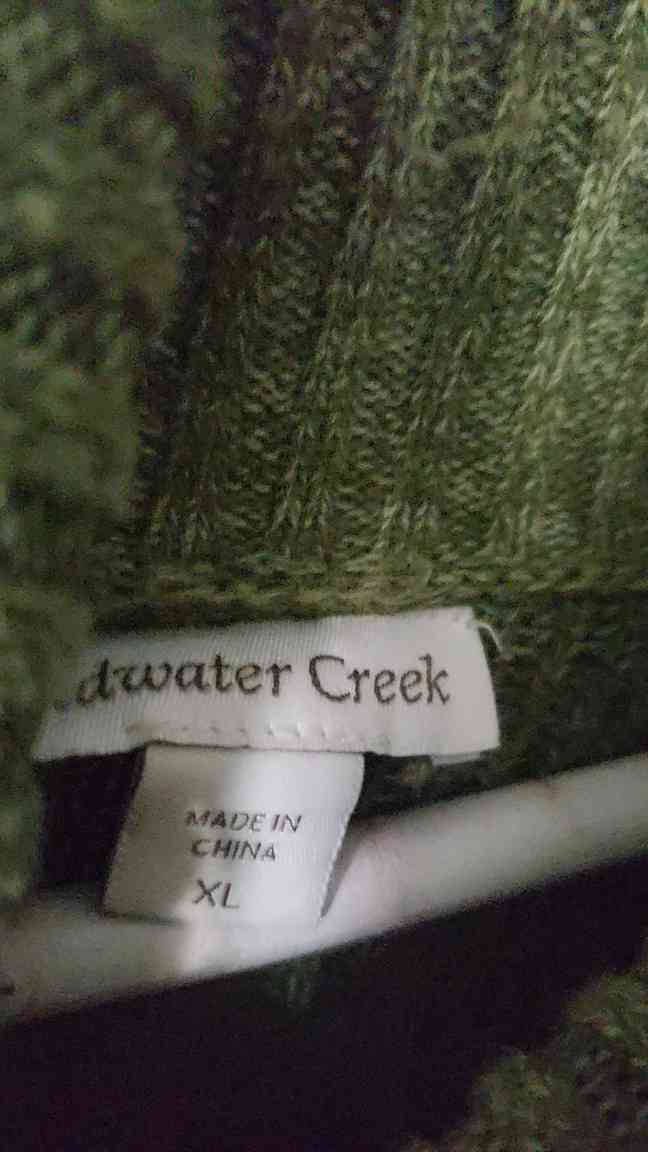 dwater Creek
MADE IN
CHINA
XL